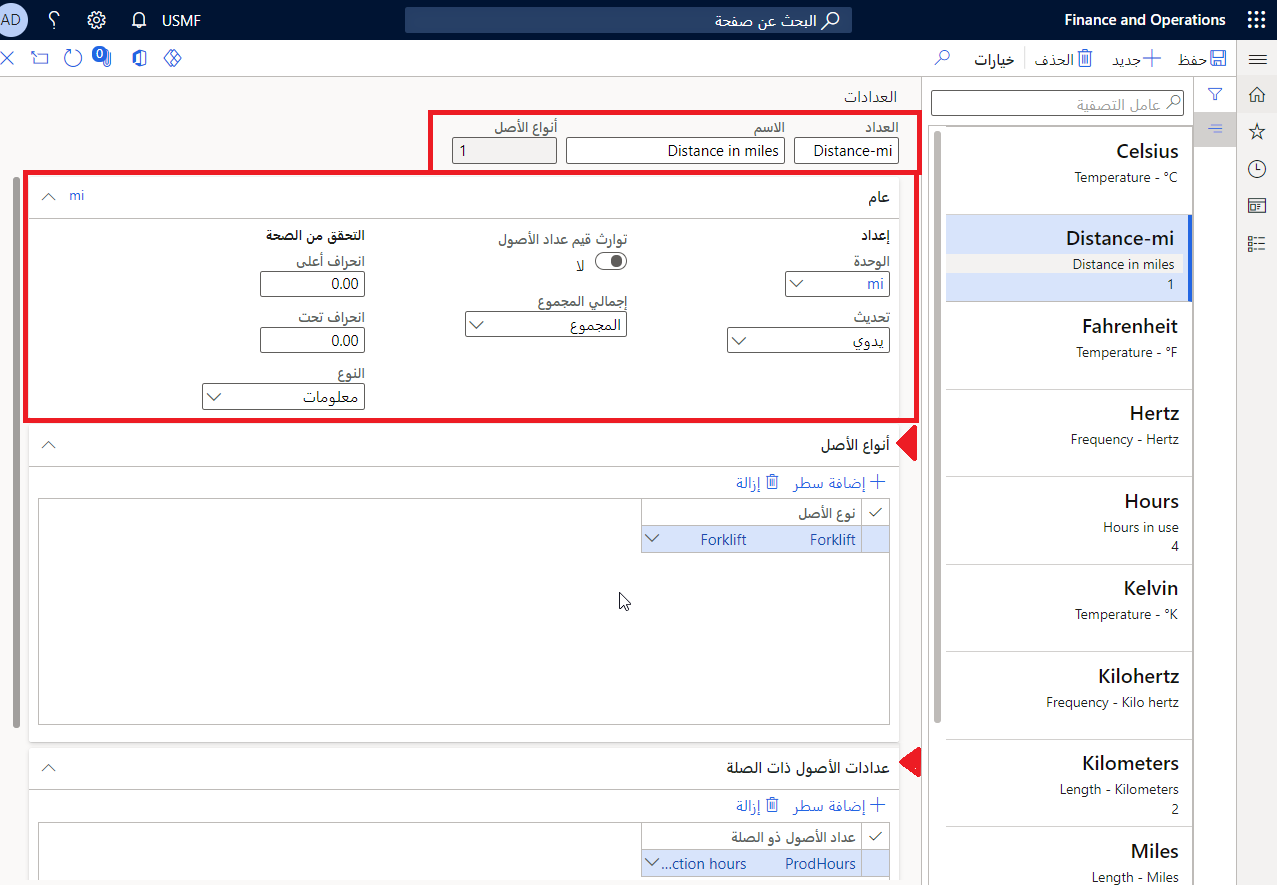 Finance and Operations
البحث عن صفحة
USMF
AD
حفظ
جديد
الحذف
خيارات
0
عامل التصفية
Celsius
Temperature - °C
Distance-mi
Distance in miles
1
Fahrenheit
Temperature - °F
Hertz
Frequency - Hertz
Hours
Hours in use
4
Kelvin
Temperature - °K
Kilohertz
Frequency - Kilo hertz
Kilometers
Length - Kilometers
2
Miles
Length - Miles
العدادات
العداد الاسم أنواع الأصل
Distance-mi Distance in miles 1
عام mi
إعداد
الوحدة
mi
تحديث
يدوي
توارث قيم عداد الأصول
لا
إجمالي المجموع
المجموع
التحقق من الصحة
انحراف أعلى
0.00
انحراف تحت
0.00
النوع
معلومات
أنواع الأصل
إضافة سطر إزالة
نوع الأصل
Forklift Forklift
عدادات الأصول ذات الصلة
إضافة سطر إزالة
عداد الأصول ذو الصلة
ProdHours ...ction hours